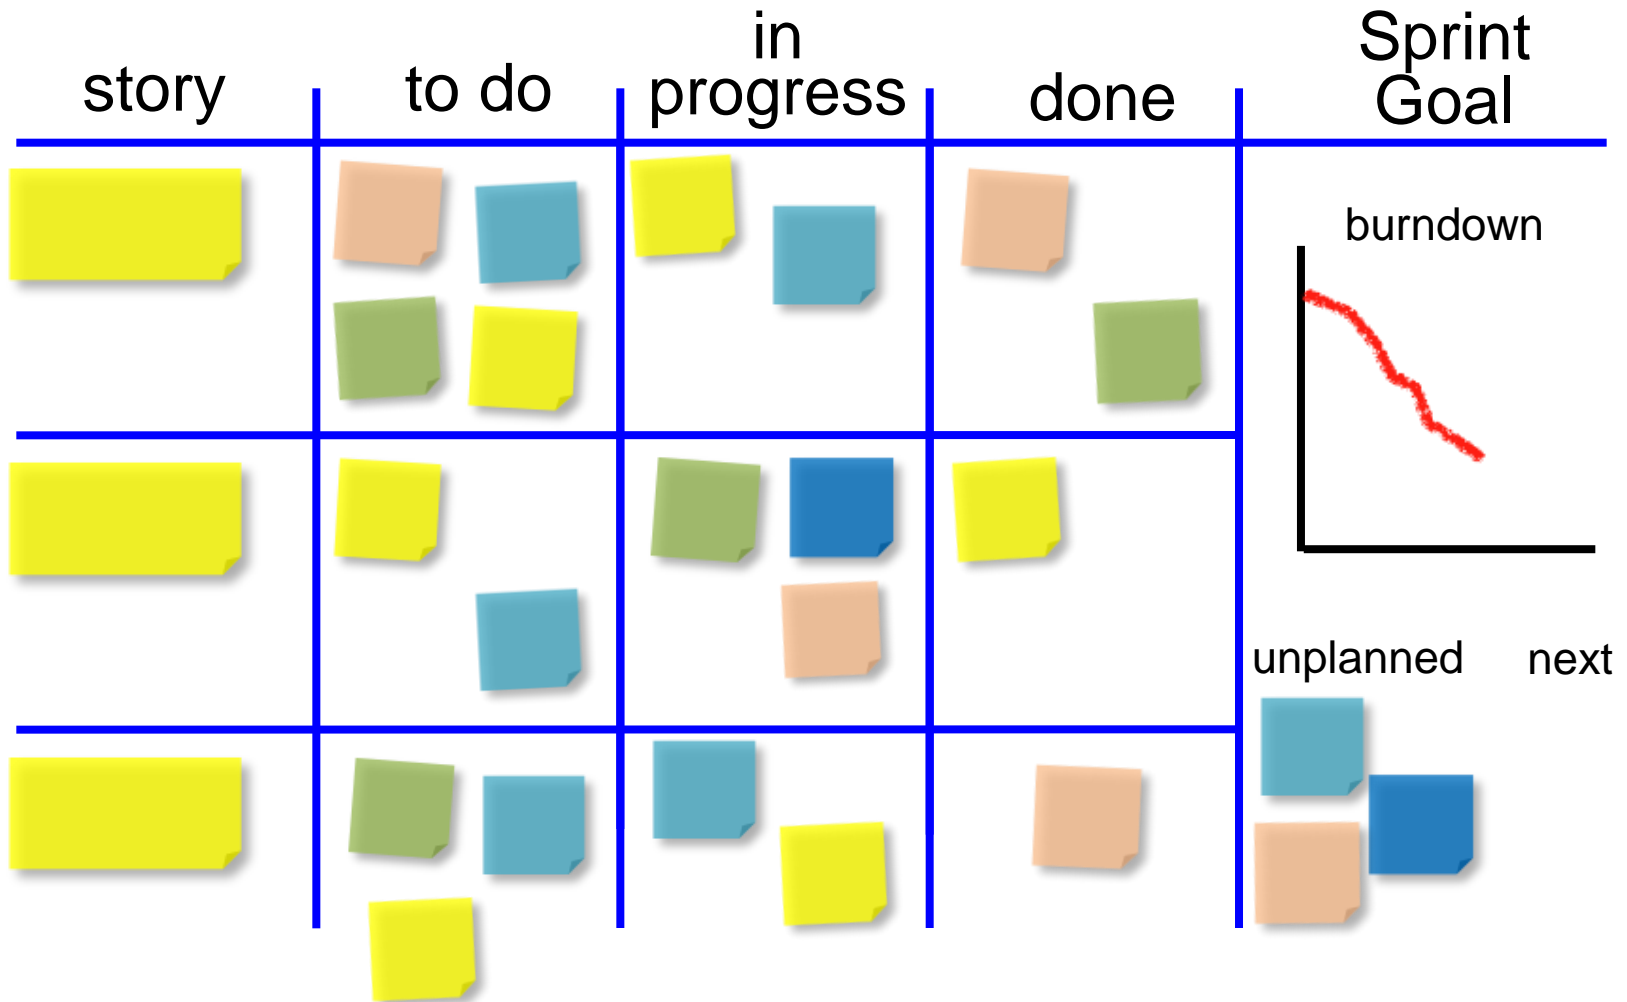 story
to do
in
progress
done
Sprint
Goal
burndown
unplanned
next